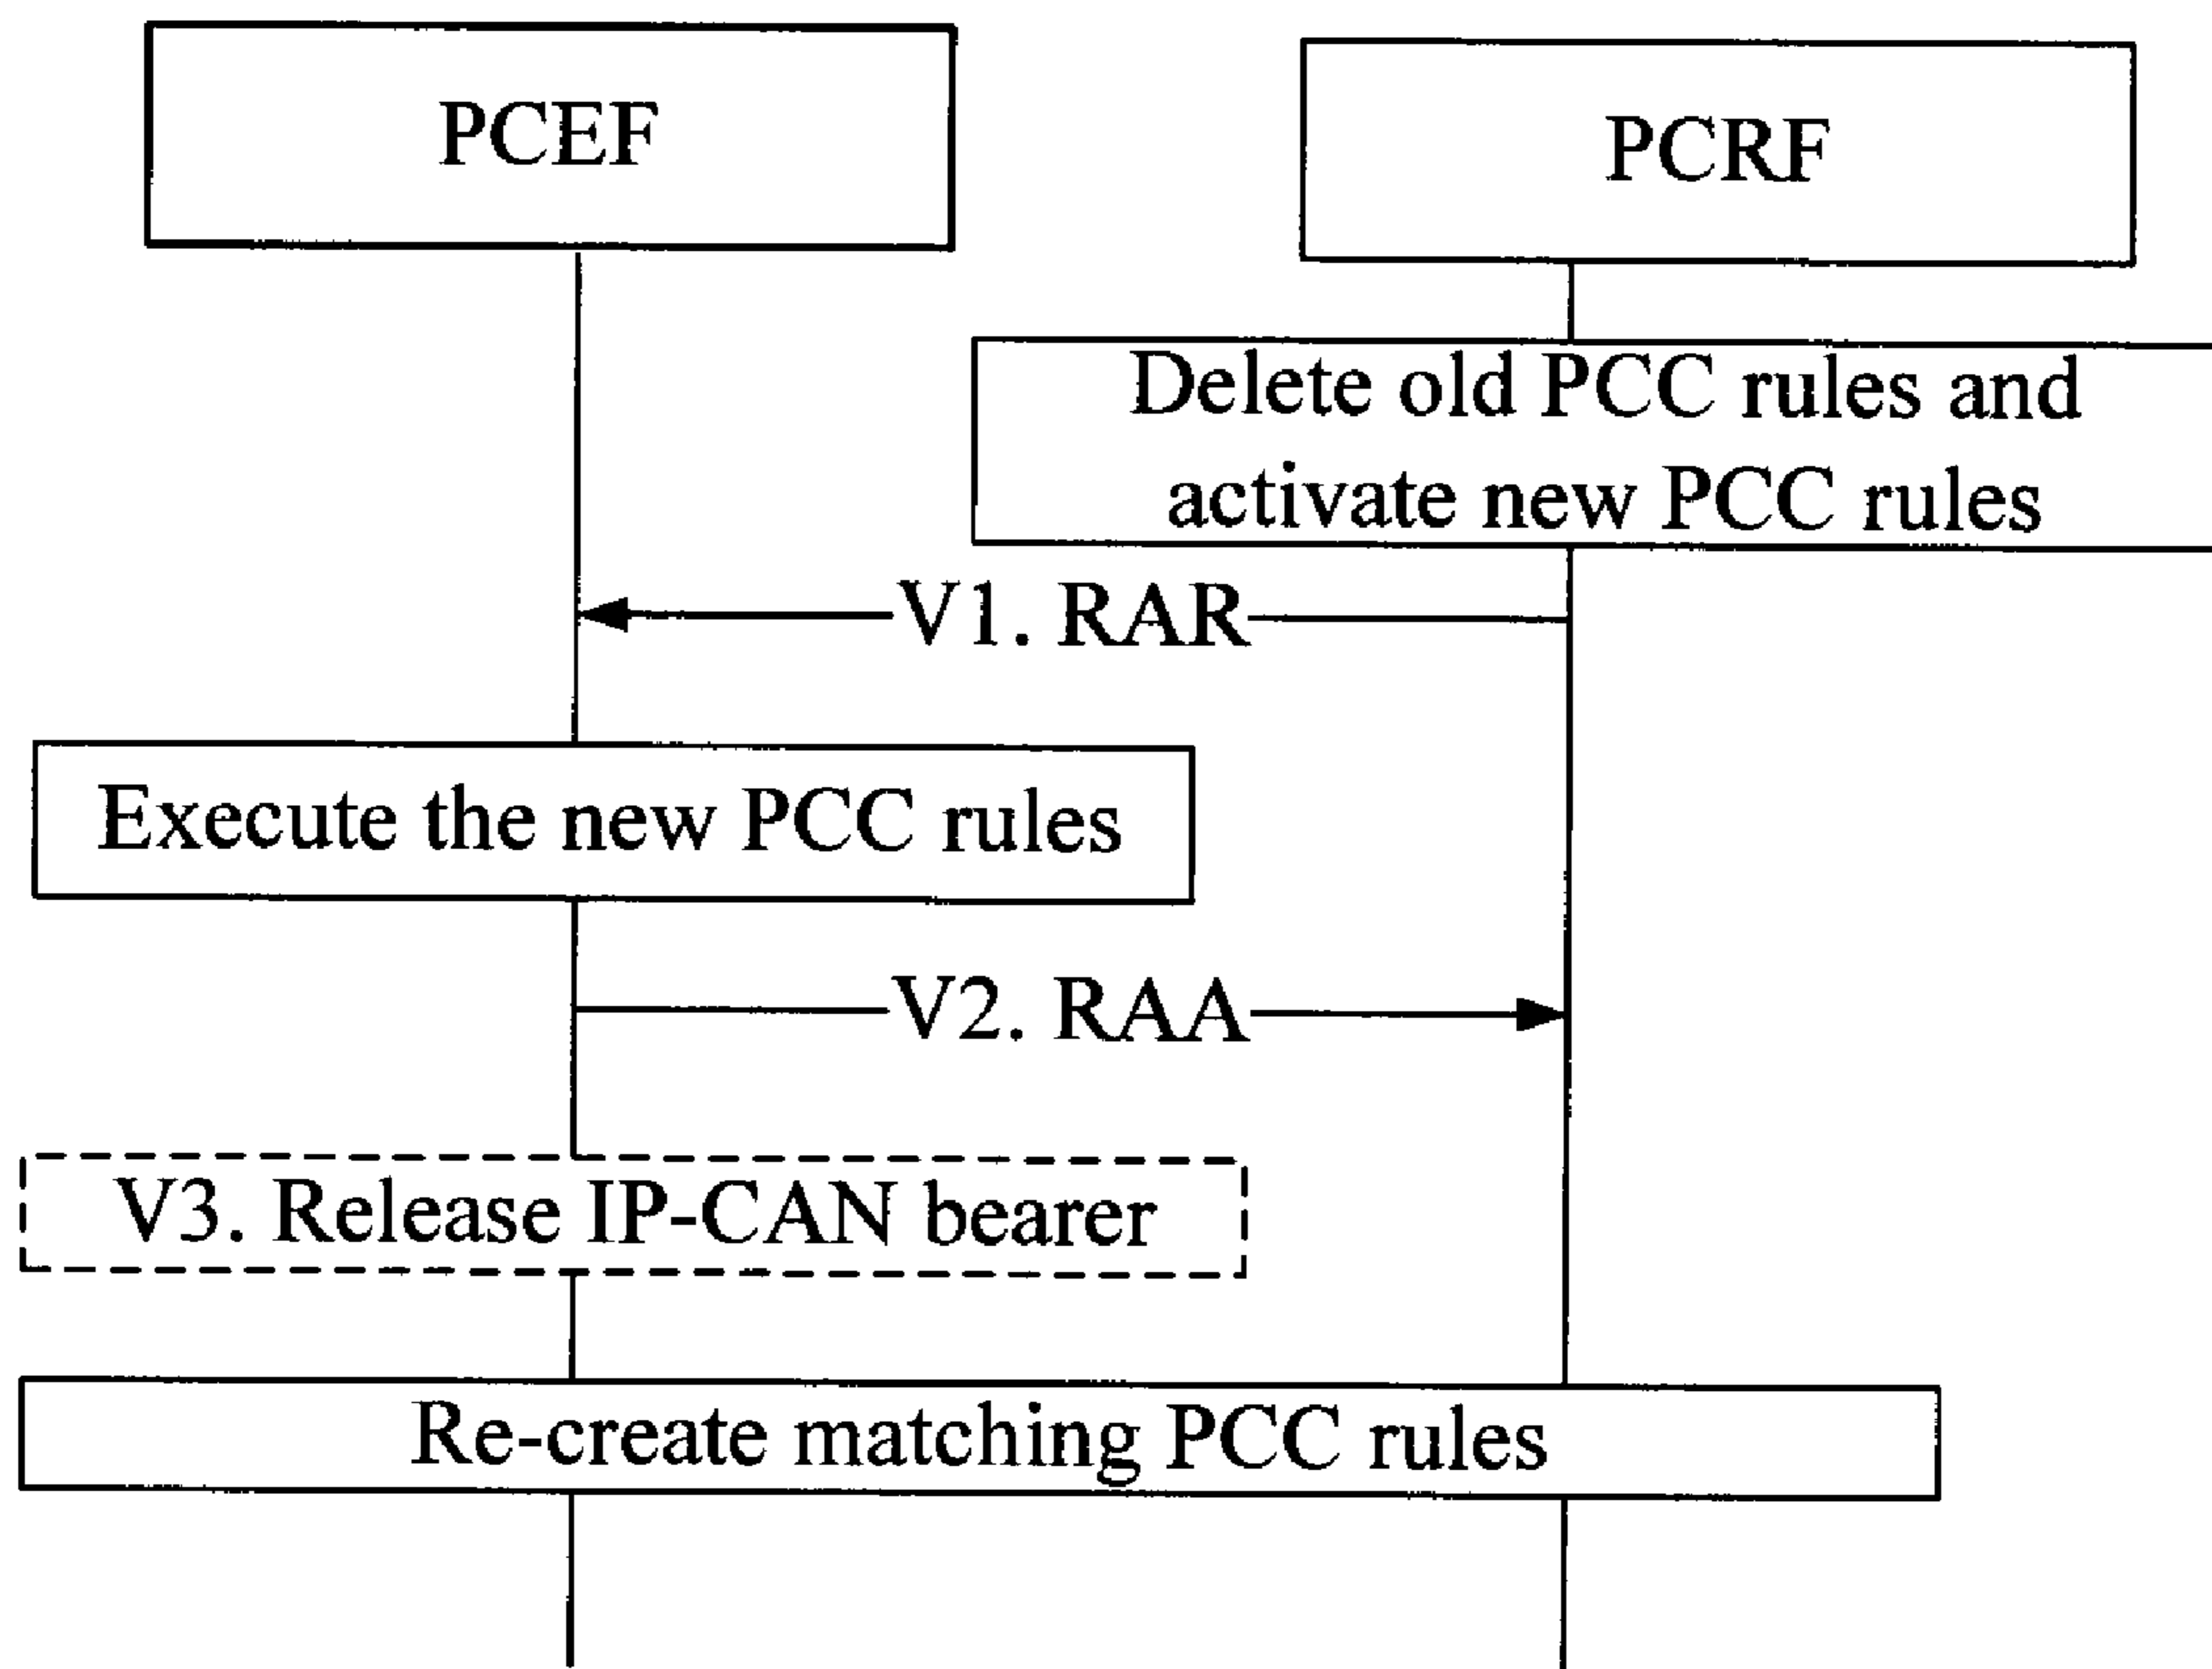 PCEF
PCRF
Delete old PCC rules and
activate new PCC rules
V1. RAR
Execute the new PCC rules
V2. RAA
V3. Release IP-CAN bearer
Re-create matching PCC rules